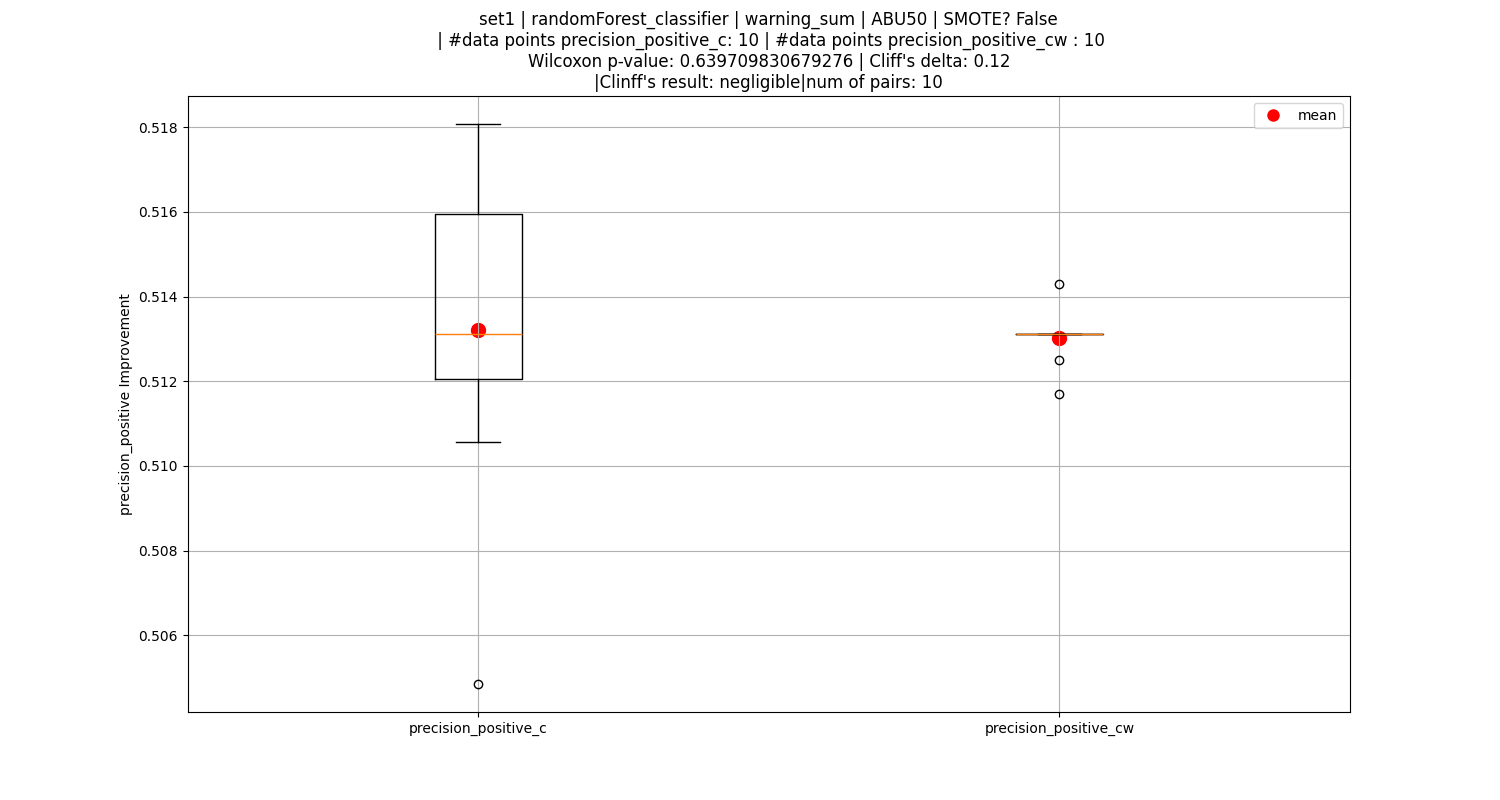 set1 | randomForest_classifier | warning_sum | ABU50 | SMOTE? False
| #data points precision_positive_c: 10 | #data points precision_positive_cw : 10
Wilcoxon p-value: 0.639709830679276 | Cliff's delta: 0.12
|Clinff's result: negligible|num of pairs: 10
mean
0.518
0.516
0.514
0.512
0.510
0.508
0.506
precision_positive Improvement
precision_positive_c
precision_positive_cw